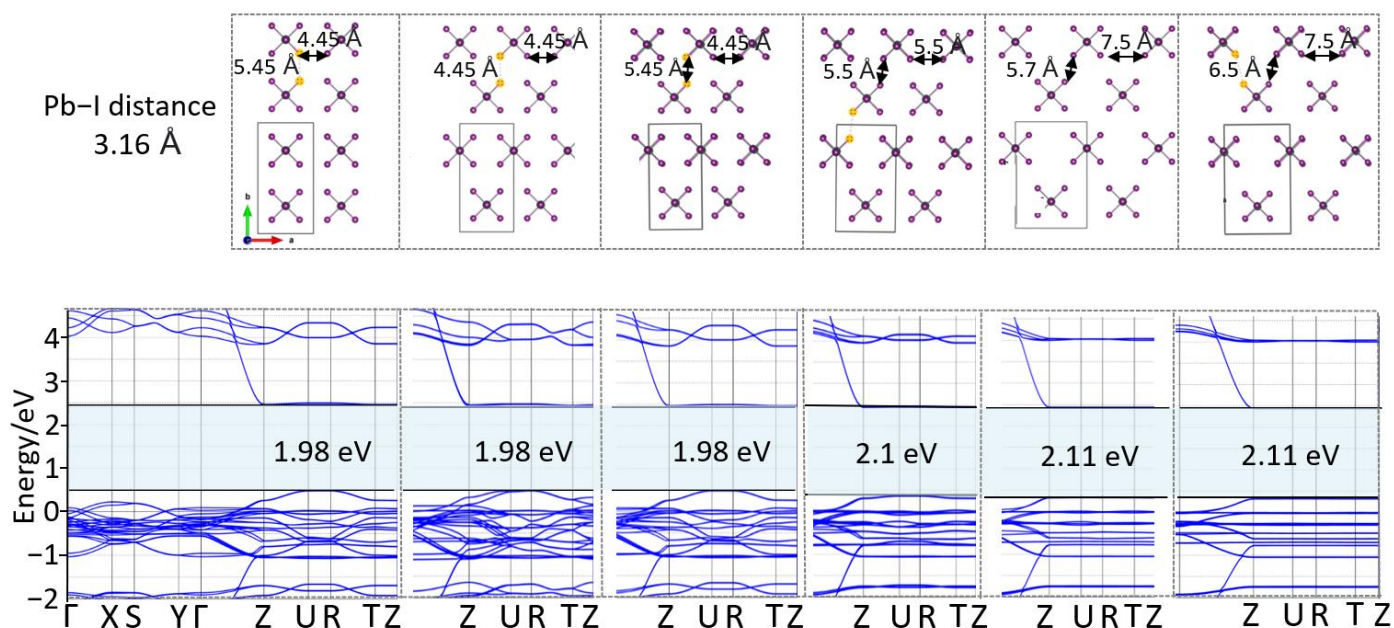 Pb−I distance
3.16 Å
4.45 Å
5.45 Å
b
a
4.45 Å
4.45 Å
4.45 Å
5.45 Å
5.5 Å
5.5 Å
7.5 Å
5.7 Å
7.5 Å
6.5 Å
Energy/eV
4
3
2
1
0
−1
−2
1.98 eV
1.98 eV
1.98 eV
2.1 eV
2.11 eV
2.11 eV
Γ X S Y Γ Z U R T Z
Z U R T Z
Z U R T Z
Z U R T Z
Z U R T Z
Z U R T Z